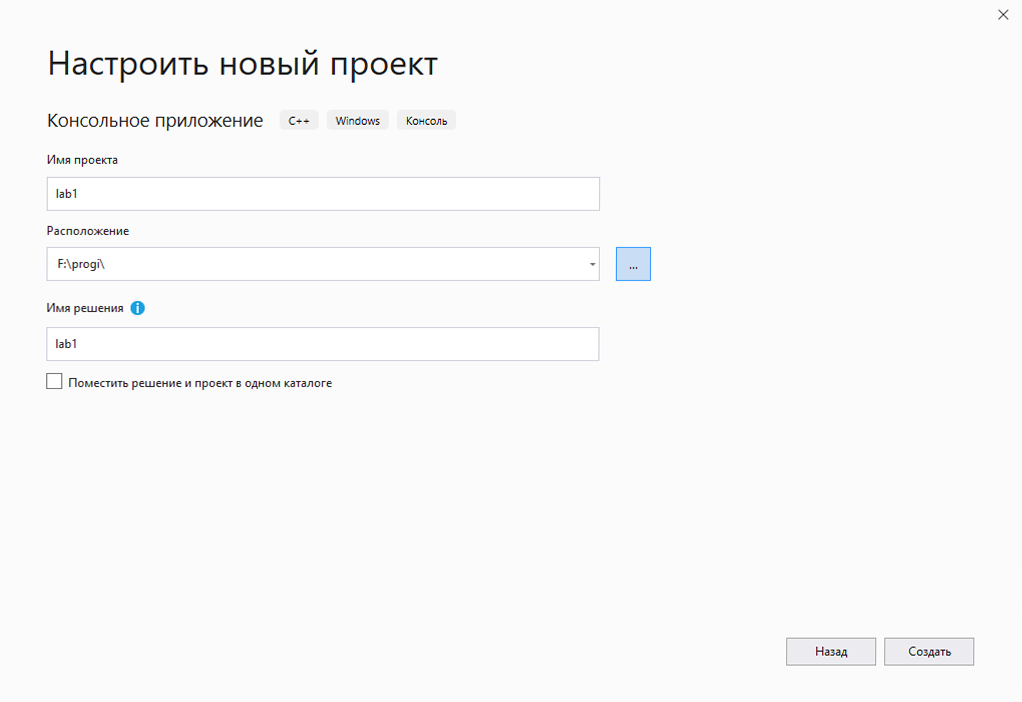 Настроить новый проект
Консольное приложение C++ Windows Консоль
Имя проекта
lab1
Расположение
F:\progi\
...
Имя решения
lab1
Поместить решение и проект в одном каталоге
Назад Создать